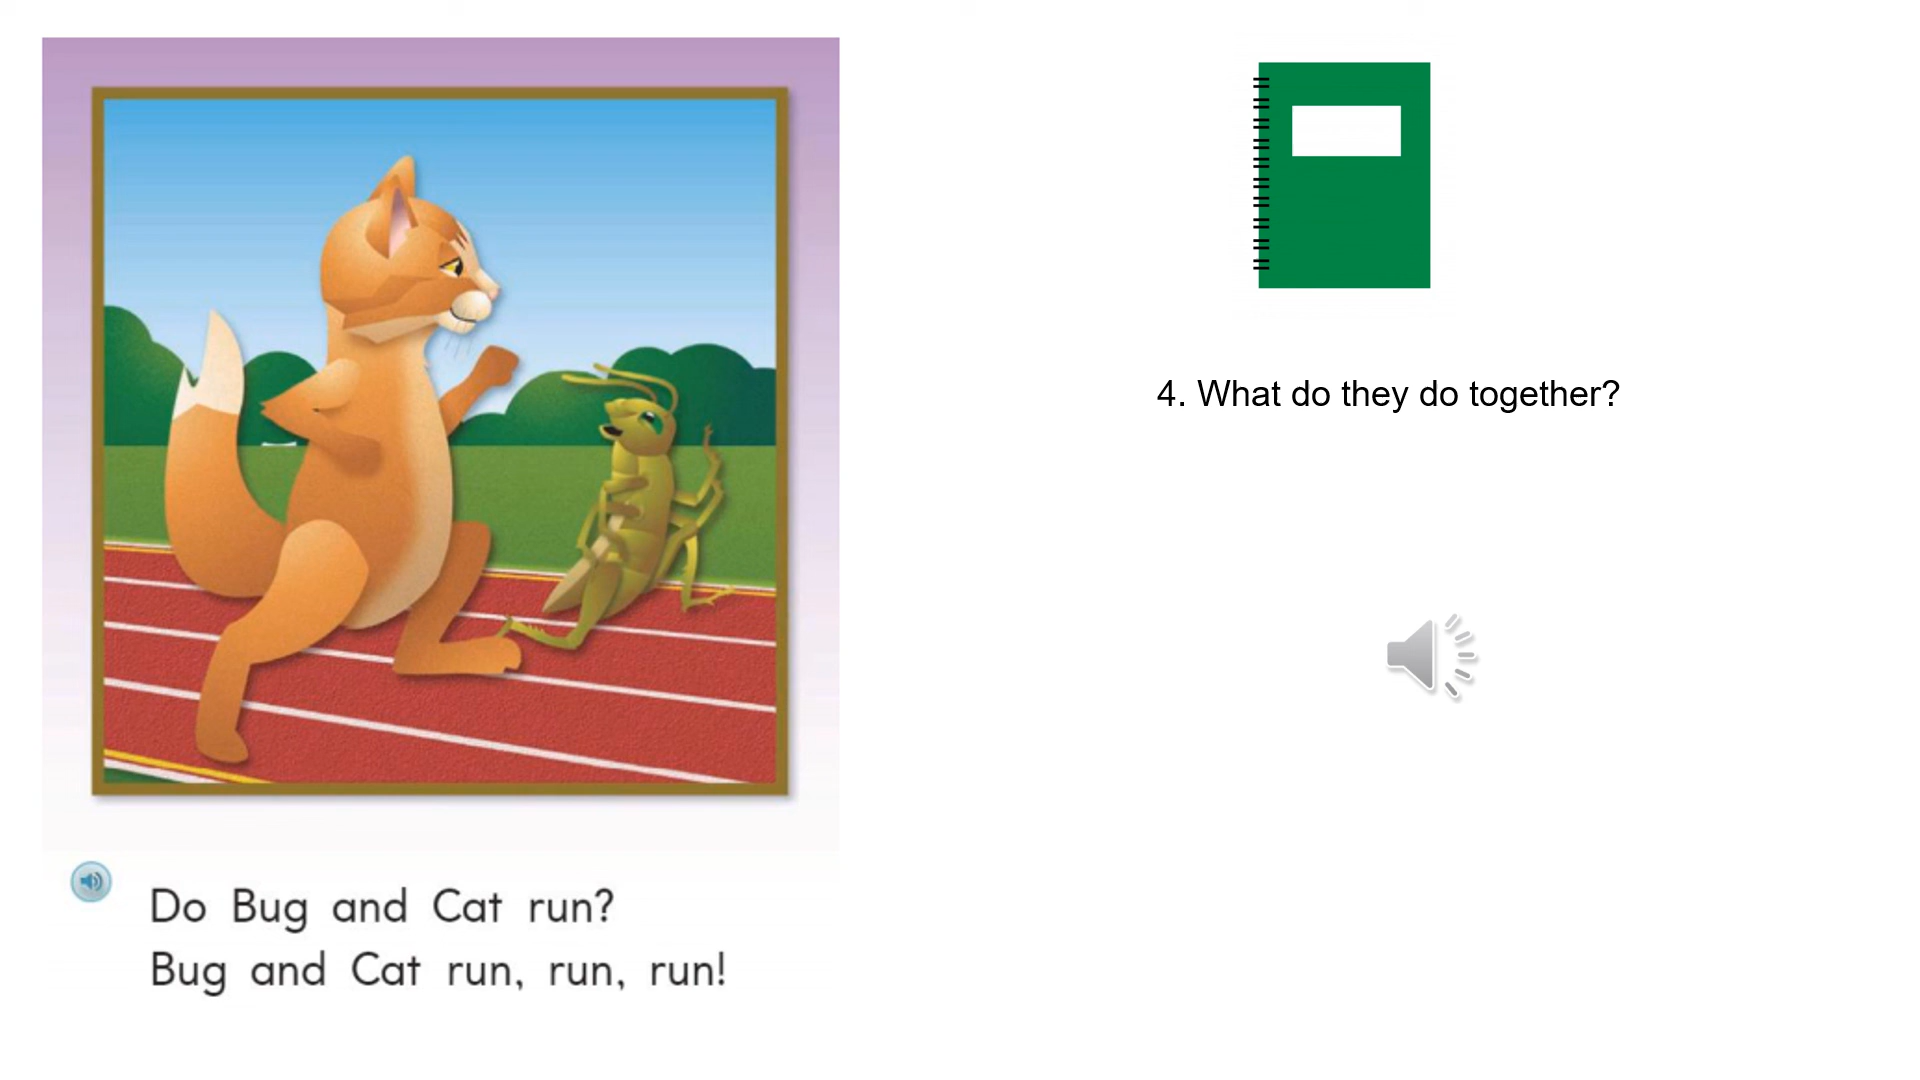 Do Bug and Cat run?
Bug and Cat run, run, run!
4. What do they do together?